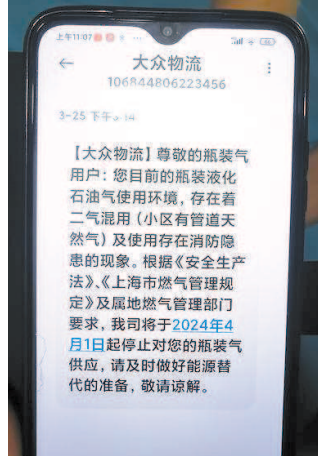 上午11:07
大众物流
106844806223456
3-25 下午
【大众物流】尊敬的瓶装气
用户：您目前的瓶装液化
石油气使用环境，存在着
二气混用（小区有管道天
然气）及使用存在消防隐
患的现象。根据《安全生产
法》、《上海市燃气管理规
定》及属地燃气管理部门
要求，我司将于2024年4
月1日起停止对您的瓶装气
供应，请及时做好能源替
代的准备，敬请谅解。